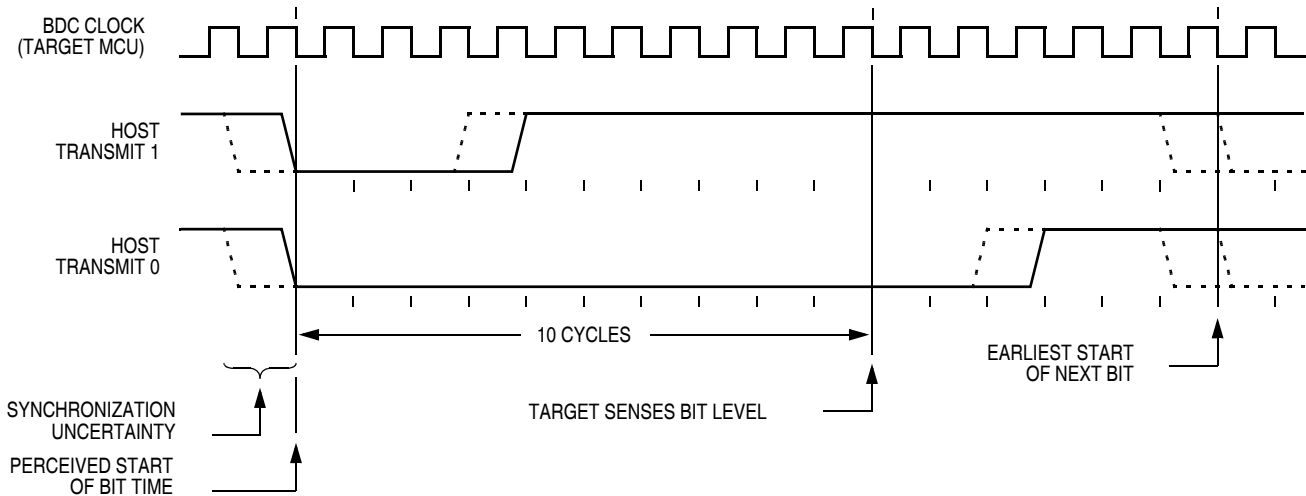 BDC CLOCK
(TARGET MCU)
HOST
TRANSMIT 1
HOST
TRANSMIT 0
10 CYCLES
EARLIEST START
OF NEXT BIT
SYNCHRONIZATION
UNCERTAINTY
TARGET SENSES BIT LEVEL
PERCEIVED START
OF BIT TIME